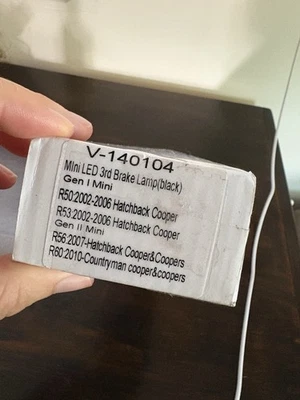 V-140104
Mini LED 3rd Brake Lamp(black)
Gen I Mini
R50:2002-2006 Hatchback Cooper
R53:2002-2006 Hatchback Cooper
Gen II Mini
R56:2007-Hatchback Cooper&Coopers
R60:2010-Countryman cooper&coopers